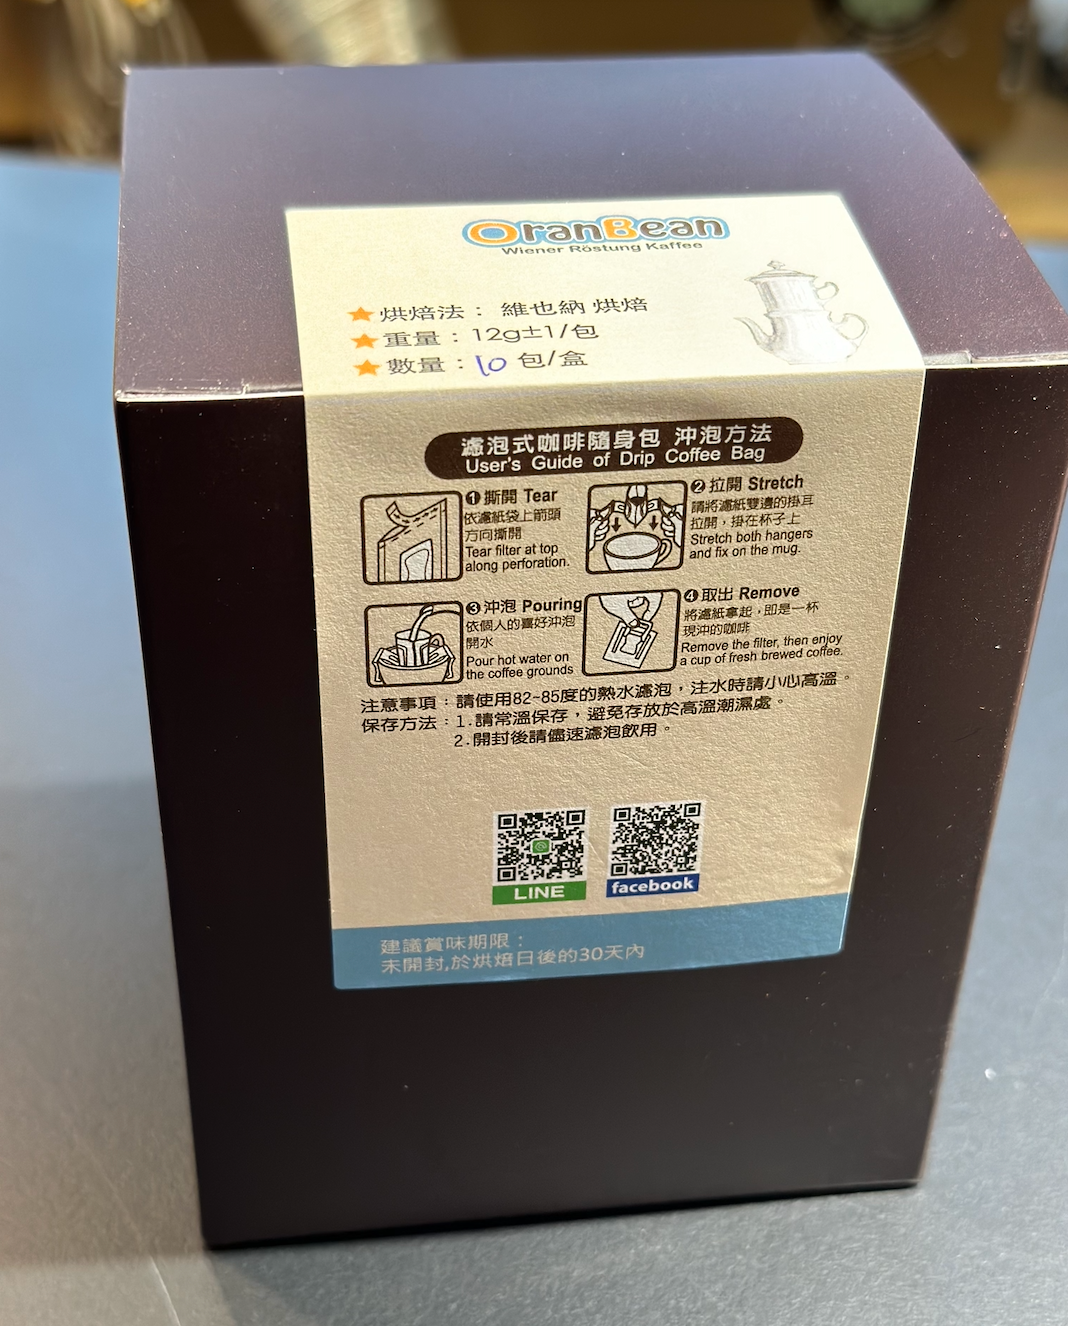 OranBean
Wiener Röstung Kaffee
烘焙法： 維也納 烘焙
重量：12g±1/包
數量：10 包/盒
濾泡式咖啡隨身包 沖泡方法
User's Guide of Drip Coffee Bag
❶ 撕開 Tear
依濾紙袋上箭頭
方向撕開
Tear filter at top
along perforation.
❷ 拉開 Stretch
請將濾紙雙邊的掛耳
拉開，掛在杯子上
Stretch both hangers
and fix on the mug.
❸ 沖泡 Pouring
依個人的喜好沖泡
開水
Pour hot water on
the coffee grounds
❹ 取出 Remove
將濾紙拿起，即是一杯
現沖的咖啡
Remove the filter, then enjoy
a cup of fresh brewed coffee.
注意事項：請使用82~85度的熱水濾泡，注水時請小心高溫。
保存方法：1.請常溫保存，避免存放於高溫潮濕處。
2.開封後請儘速濾泡飲用。
LINE
facebook
建議賞味期限：
未開封,於烘焙日後的30天內